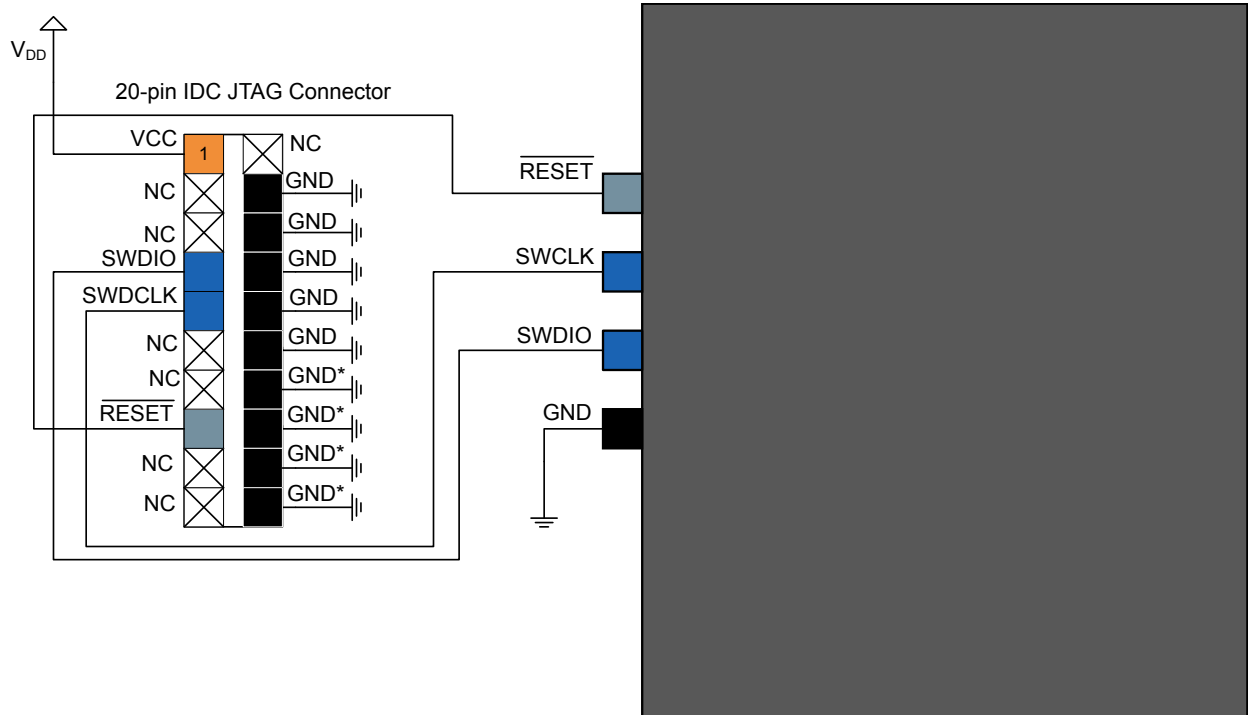 V_DD
20-pin IDC JTAG Connector
VCC
1
NC
NC
GND
NC
GND
SWDIO
GND
SWDCLK
GND
NC
GND
NC
GND*
RESET
GND*
NC
GND*
NC
GND*
RESET
SWCLK
SWDIO
GND